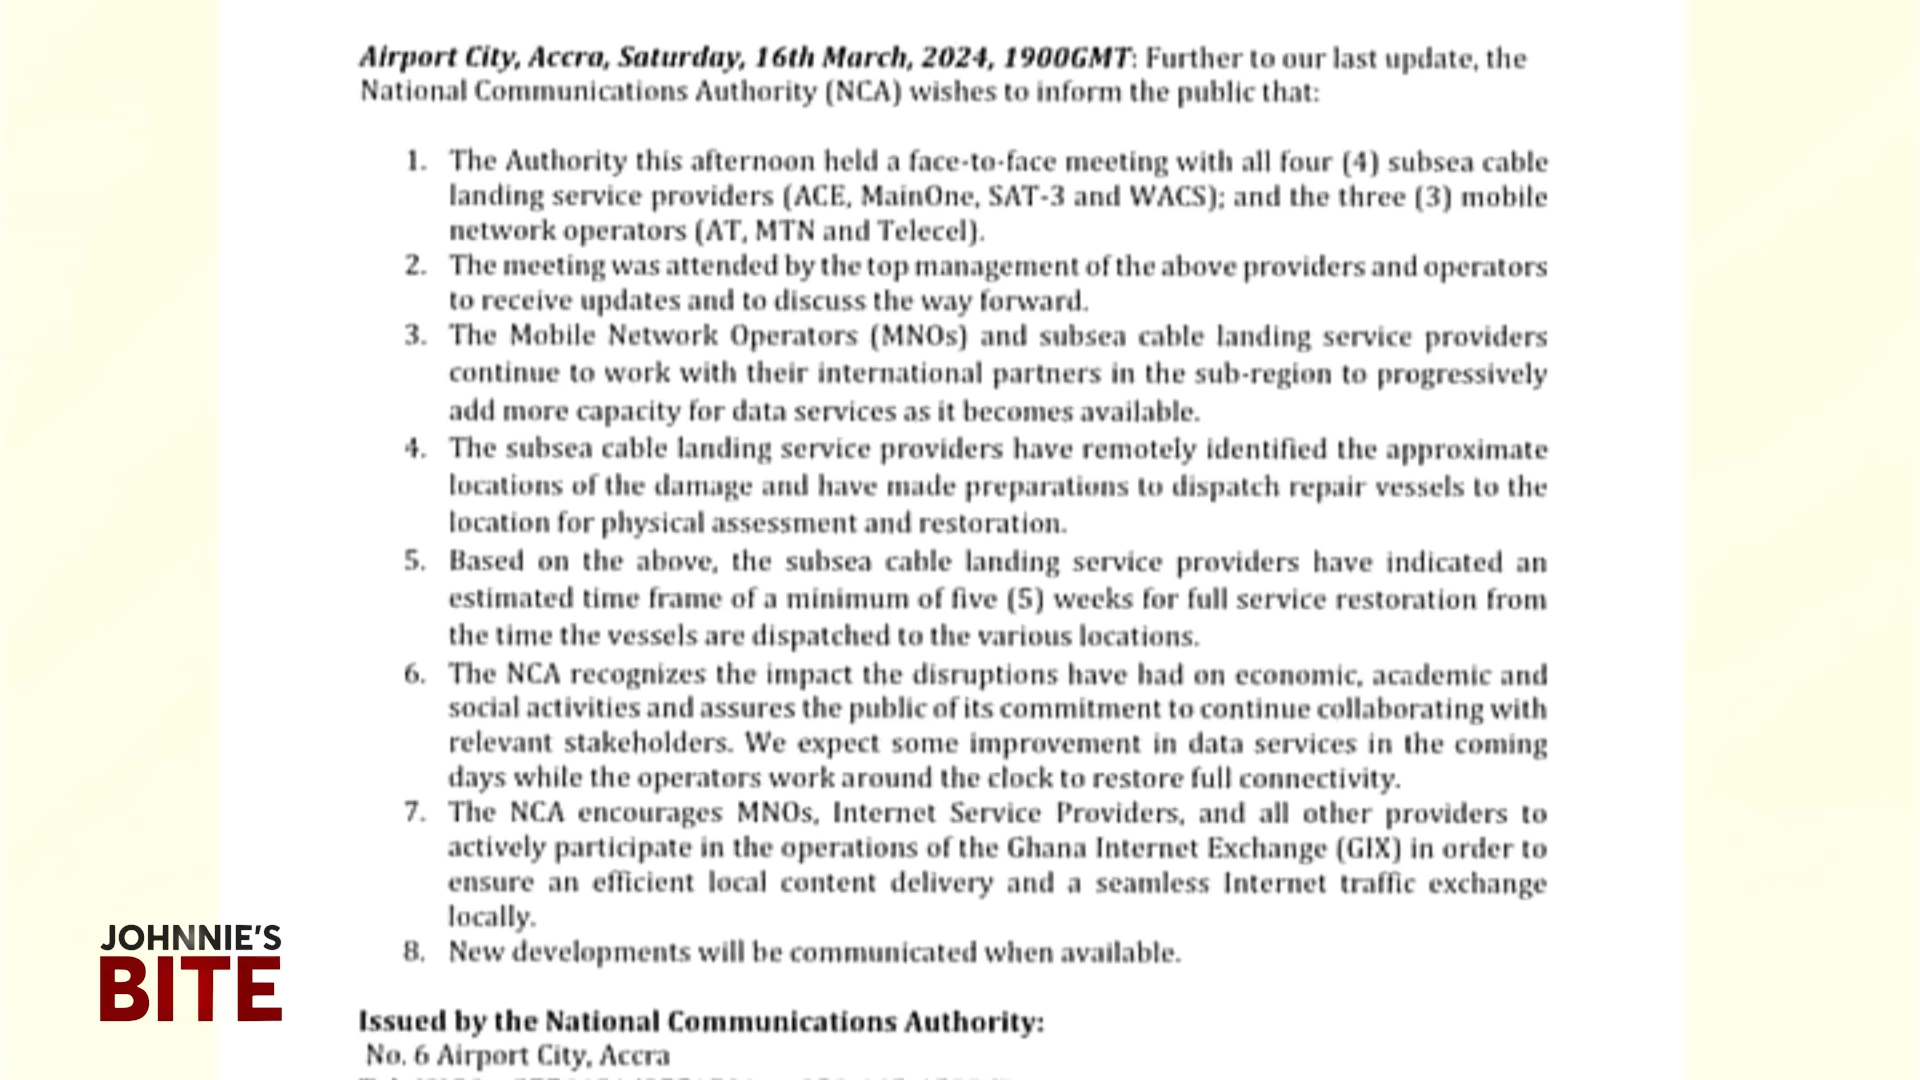 Airport City, Accra, Saturday, 16th March, 2024, 1900GMT: Further to our last update, the
National Communications Authority (NCA) wishes to inform the public that:
1. The Authority this afternoon held a face-to-face meeting with all four (4) subsea cable
landing service providers (ACE, MainOne, SAT-3 and WACS); and the three (3) mobile
network operators (AT, MTN and Telecel).
2. The meeting was attended by the top management of the above providers and operators
to receive updates and to discuss the way forward.
3. The Mobile Network Operators (MNOs) and subsea cable landing service providers
continue to work with their international partners in the sub-region to progressively
add more capacity for data services as it becomes available.
4. The subsea cable landing service providers have remotely identified the approximate
locations of the damage and have made preparations to dispatch repair vessels to the
location for physical assessment and restoration.
5. Based on the above, the subsea cable landing service providers have indicated an
estimated time frame of a minimum of five (5) weeks for full service restoration from
the time the vessels are dispatched to the various locations.
6. The NCA recognizes the impact the disruptions have had on economic, academic and
social activities and assures the public of its commitment to continue collaborating with
relevant stakeholders. We expect some improvement in data services in the coming
days while the operators work around the clock to restore full connectivity.
7. The NCA encourages MNOs, Internet Service Providers, and all other providers to
actively participate in the operations of the Ghana Internet Exchange (GIX) in order to
ensure an efficient local content delivery and a seamless Internet traffic exchange
locally.
8. New developments will be communicated when available.
Issued by the National Communications Authority:
No. 6 Airport City, Accra
JOHNNIE'S
BITE